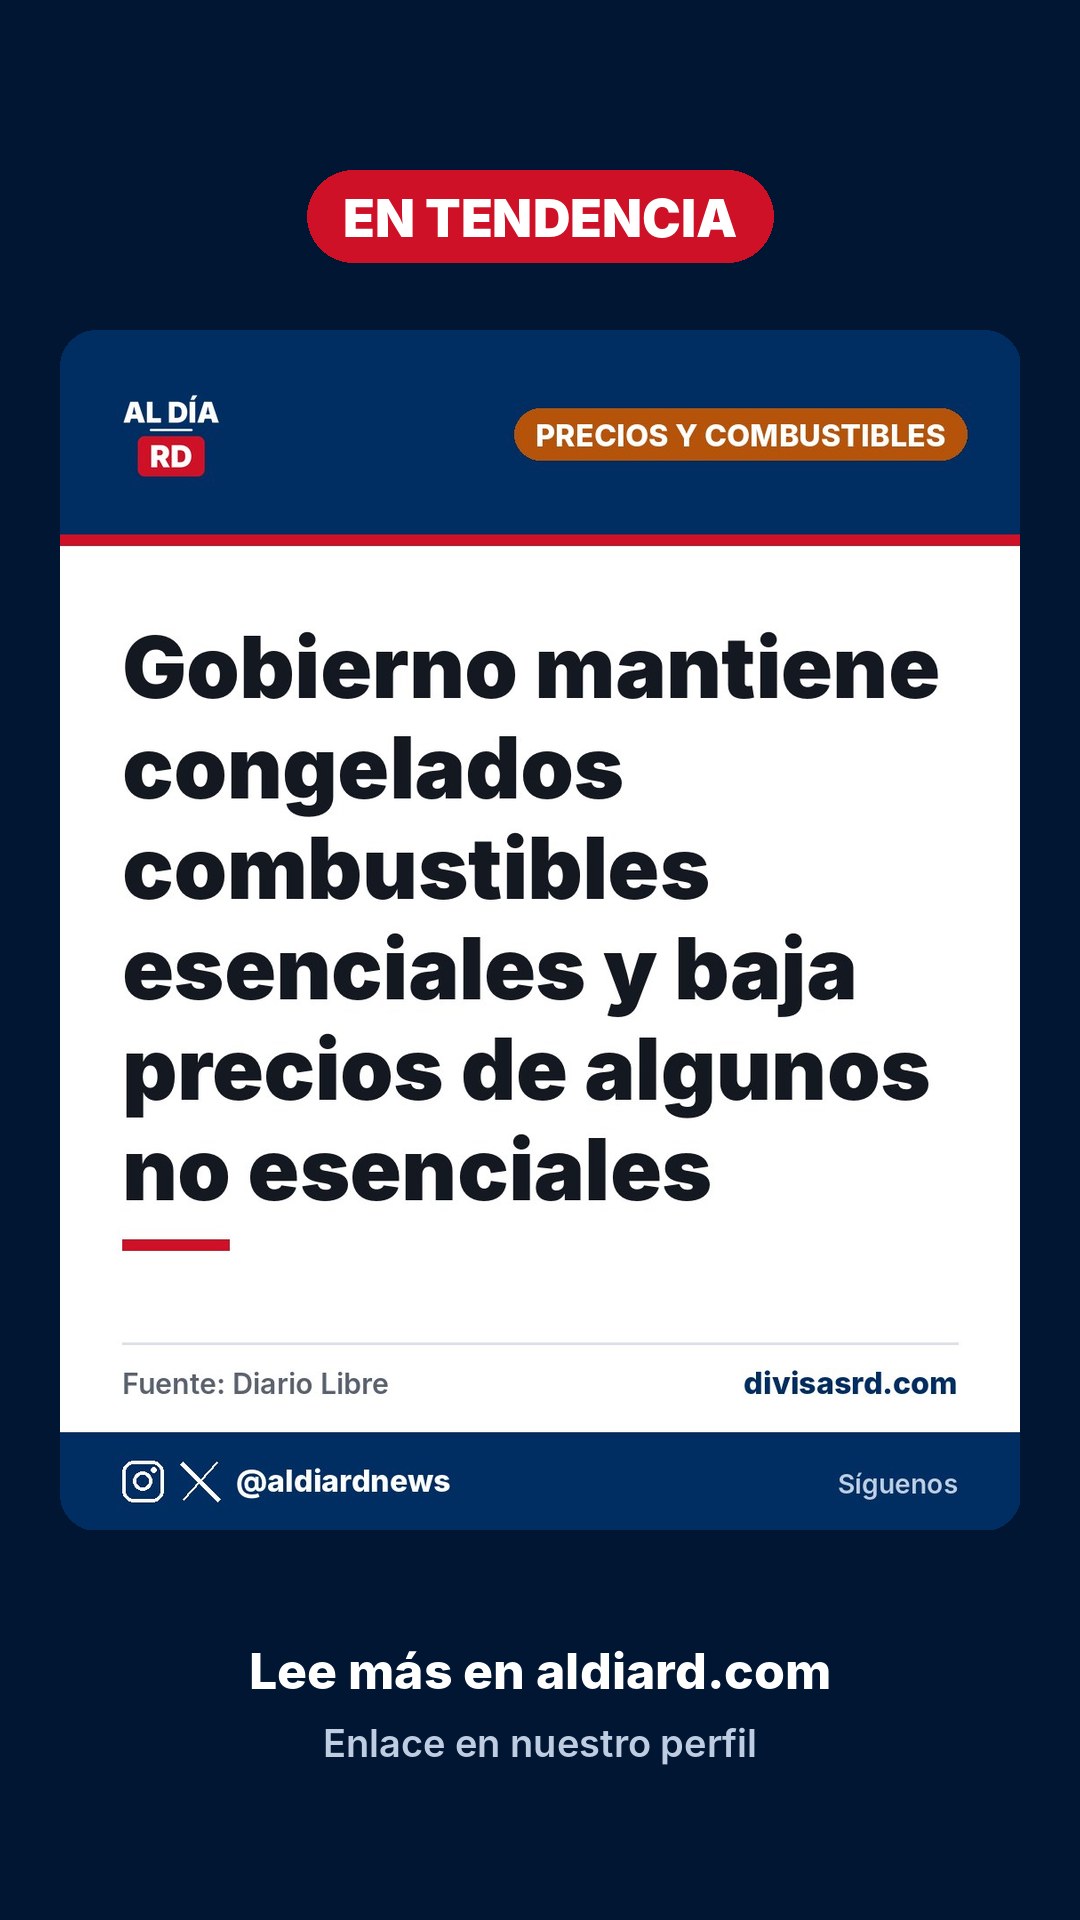 EN TENDENCIA
AL DÍA
RD
PRECIOS Y COMBUSTIBLES
Gobierno mantiene
congelados
combustibles
esenciales y baja
precios de algunos
no esenciales
Fuente: Diario Libre
divisasrd.com
@aldiardnews
Síguenos
Lee más en aldiard.com
Enlace en nuestro perfil